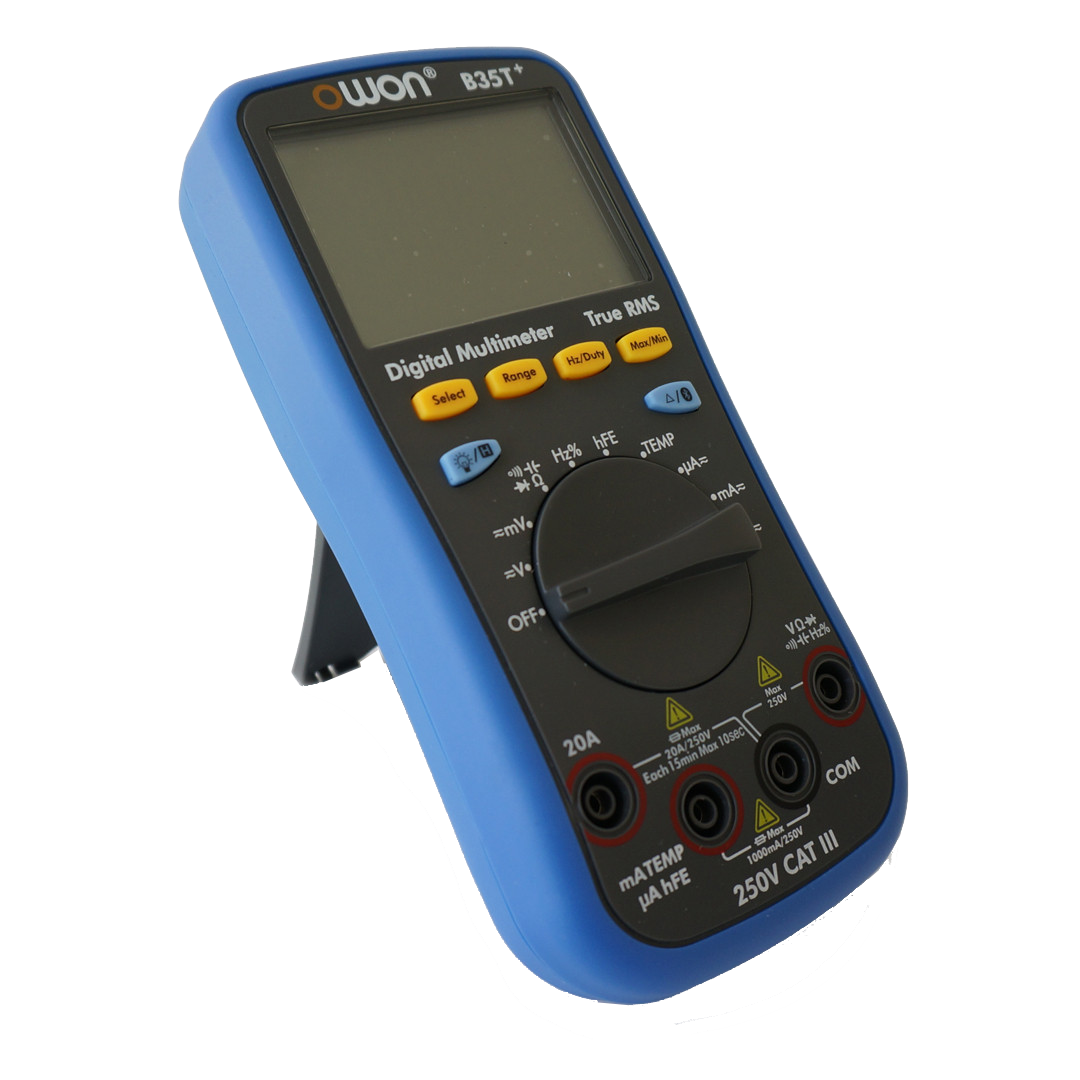 OWON® B35T+
True RMS
Digital Multimeter
Select Range Hz/Duty Max/Min
/H
△/
Hz% hFE TEMP
Ω
µA≂
mA≂
≂mV
≂V
≂
OFF
VΩ
Hz%
Max
250V
20A
Max
20A/250V
Each 15min Max 10sec
COM
Max
1000mA/250V
mATEMP
µAhFE
250V CAT III